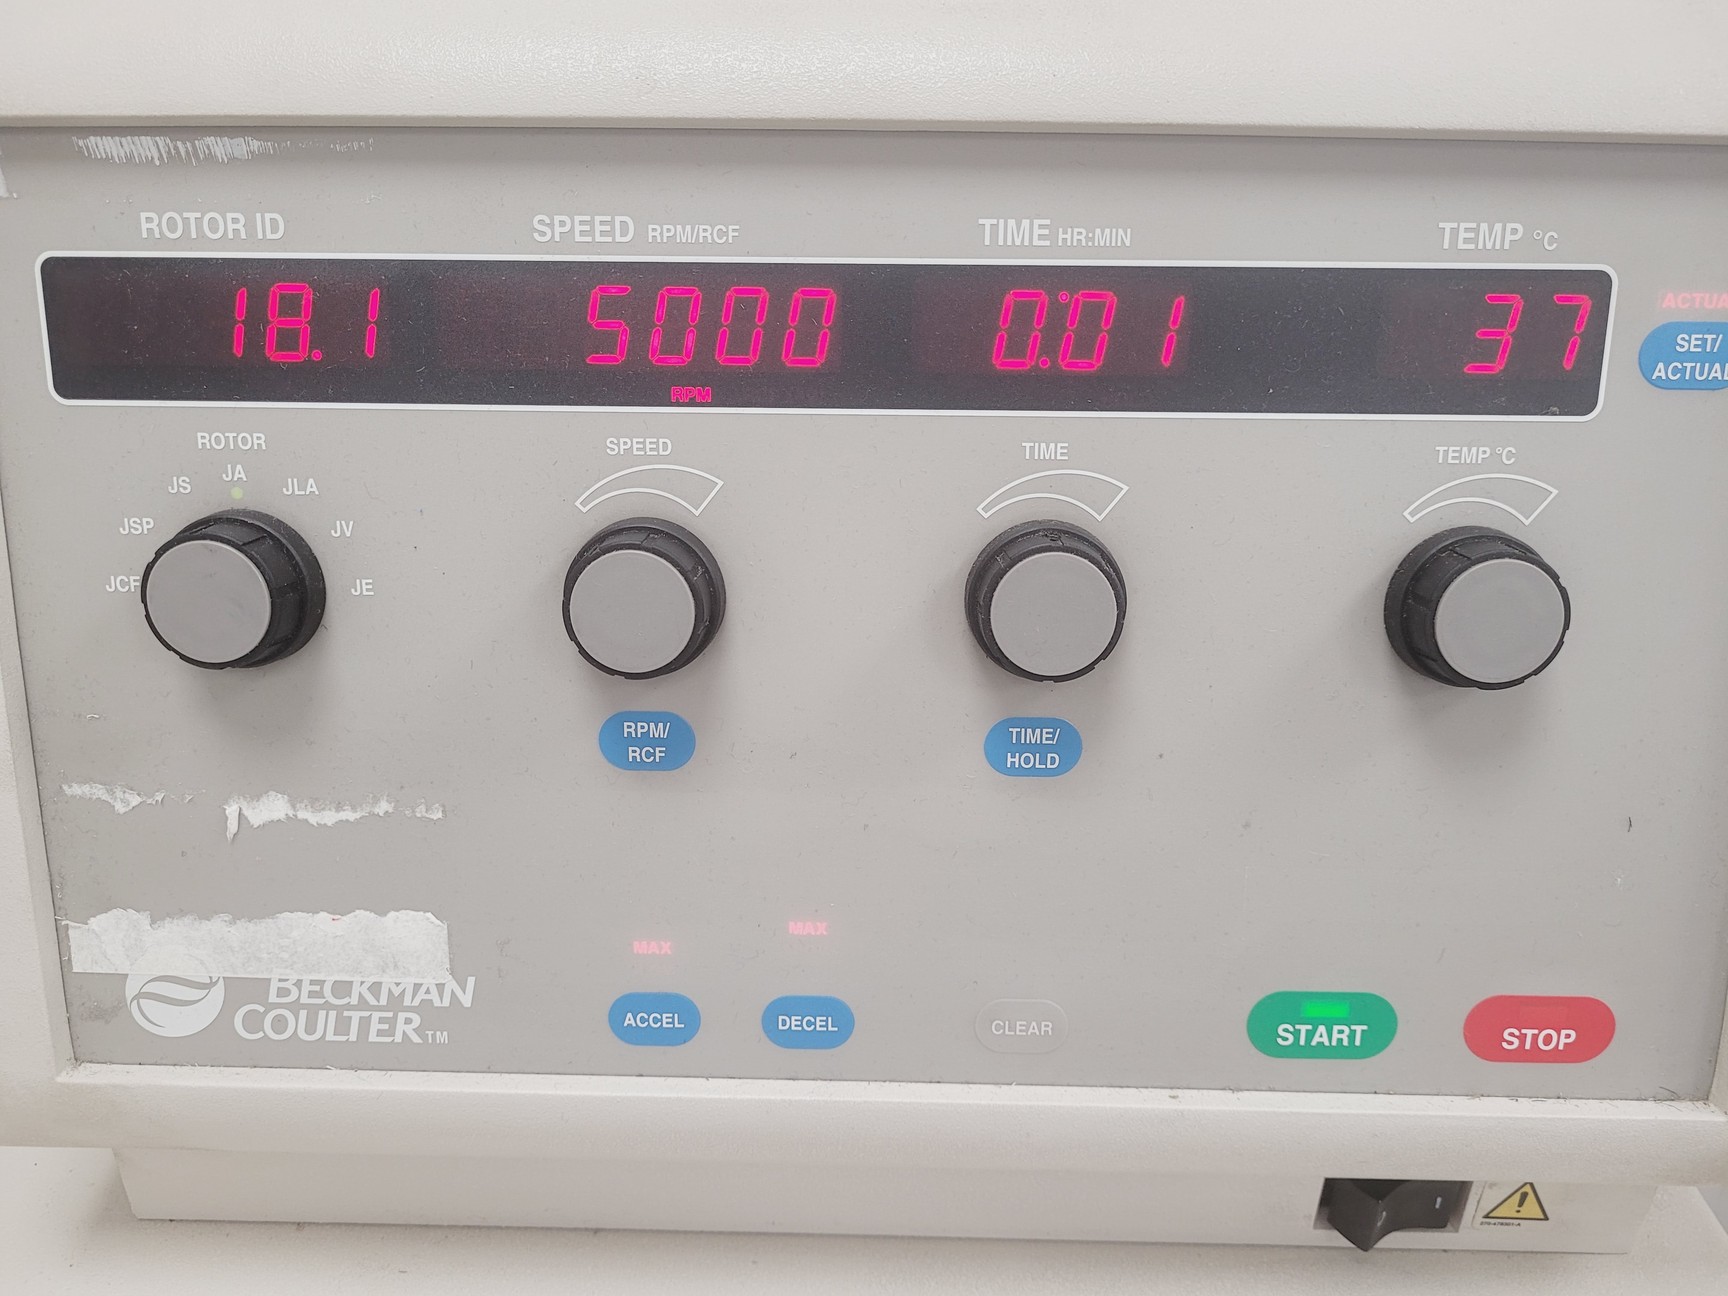 ROTOR ID SPEED RPM/RCF TIME HR:MIN TEMP °C
18.1 5000 0:01 37
RPM
ACTUA
SET/
ACTUAL
ROTOR
JCF JSP JS JA JLA JV JE
SPEED
TIME
TEMP °C
RPM/
RCF
TIME/
HOLD
MAX MAX
ACCEL DECEL CLEAR START STOP
BECKMAN
COULTER TM